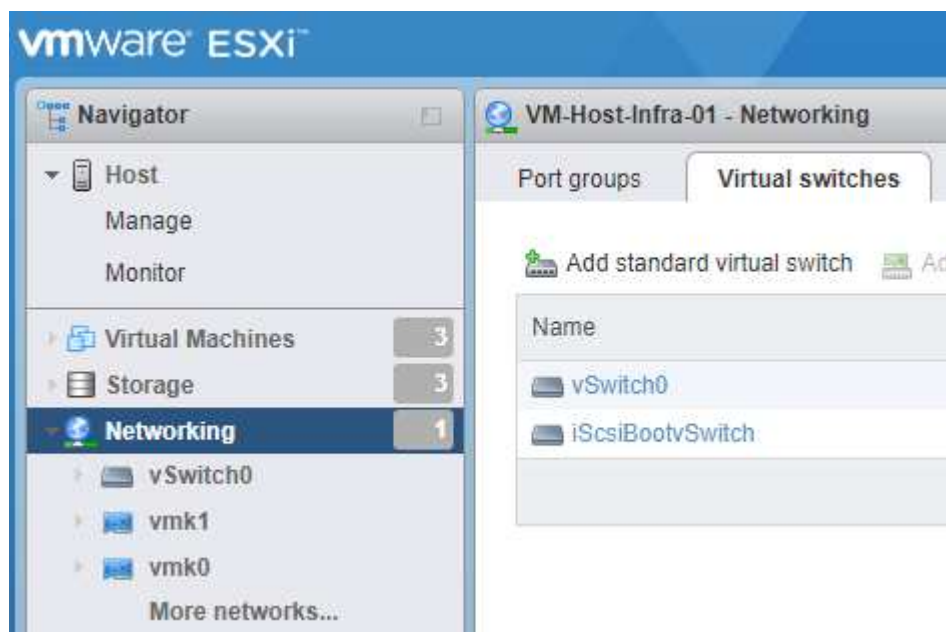 vmware® ESXi™
Navigator
Host
Manage
Monitor
Virtual Machines 3
Storage 3
Networking 1
vSwitch0
vmk1
vmk0
More networks...
VM-Host-Infra-01 - Networking
Port groups Virtual switches
Add standard virtual switch
Name
vSwitch0
iScsiBootvSwitch